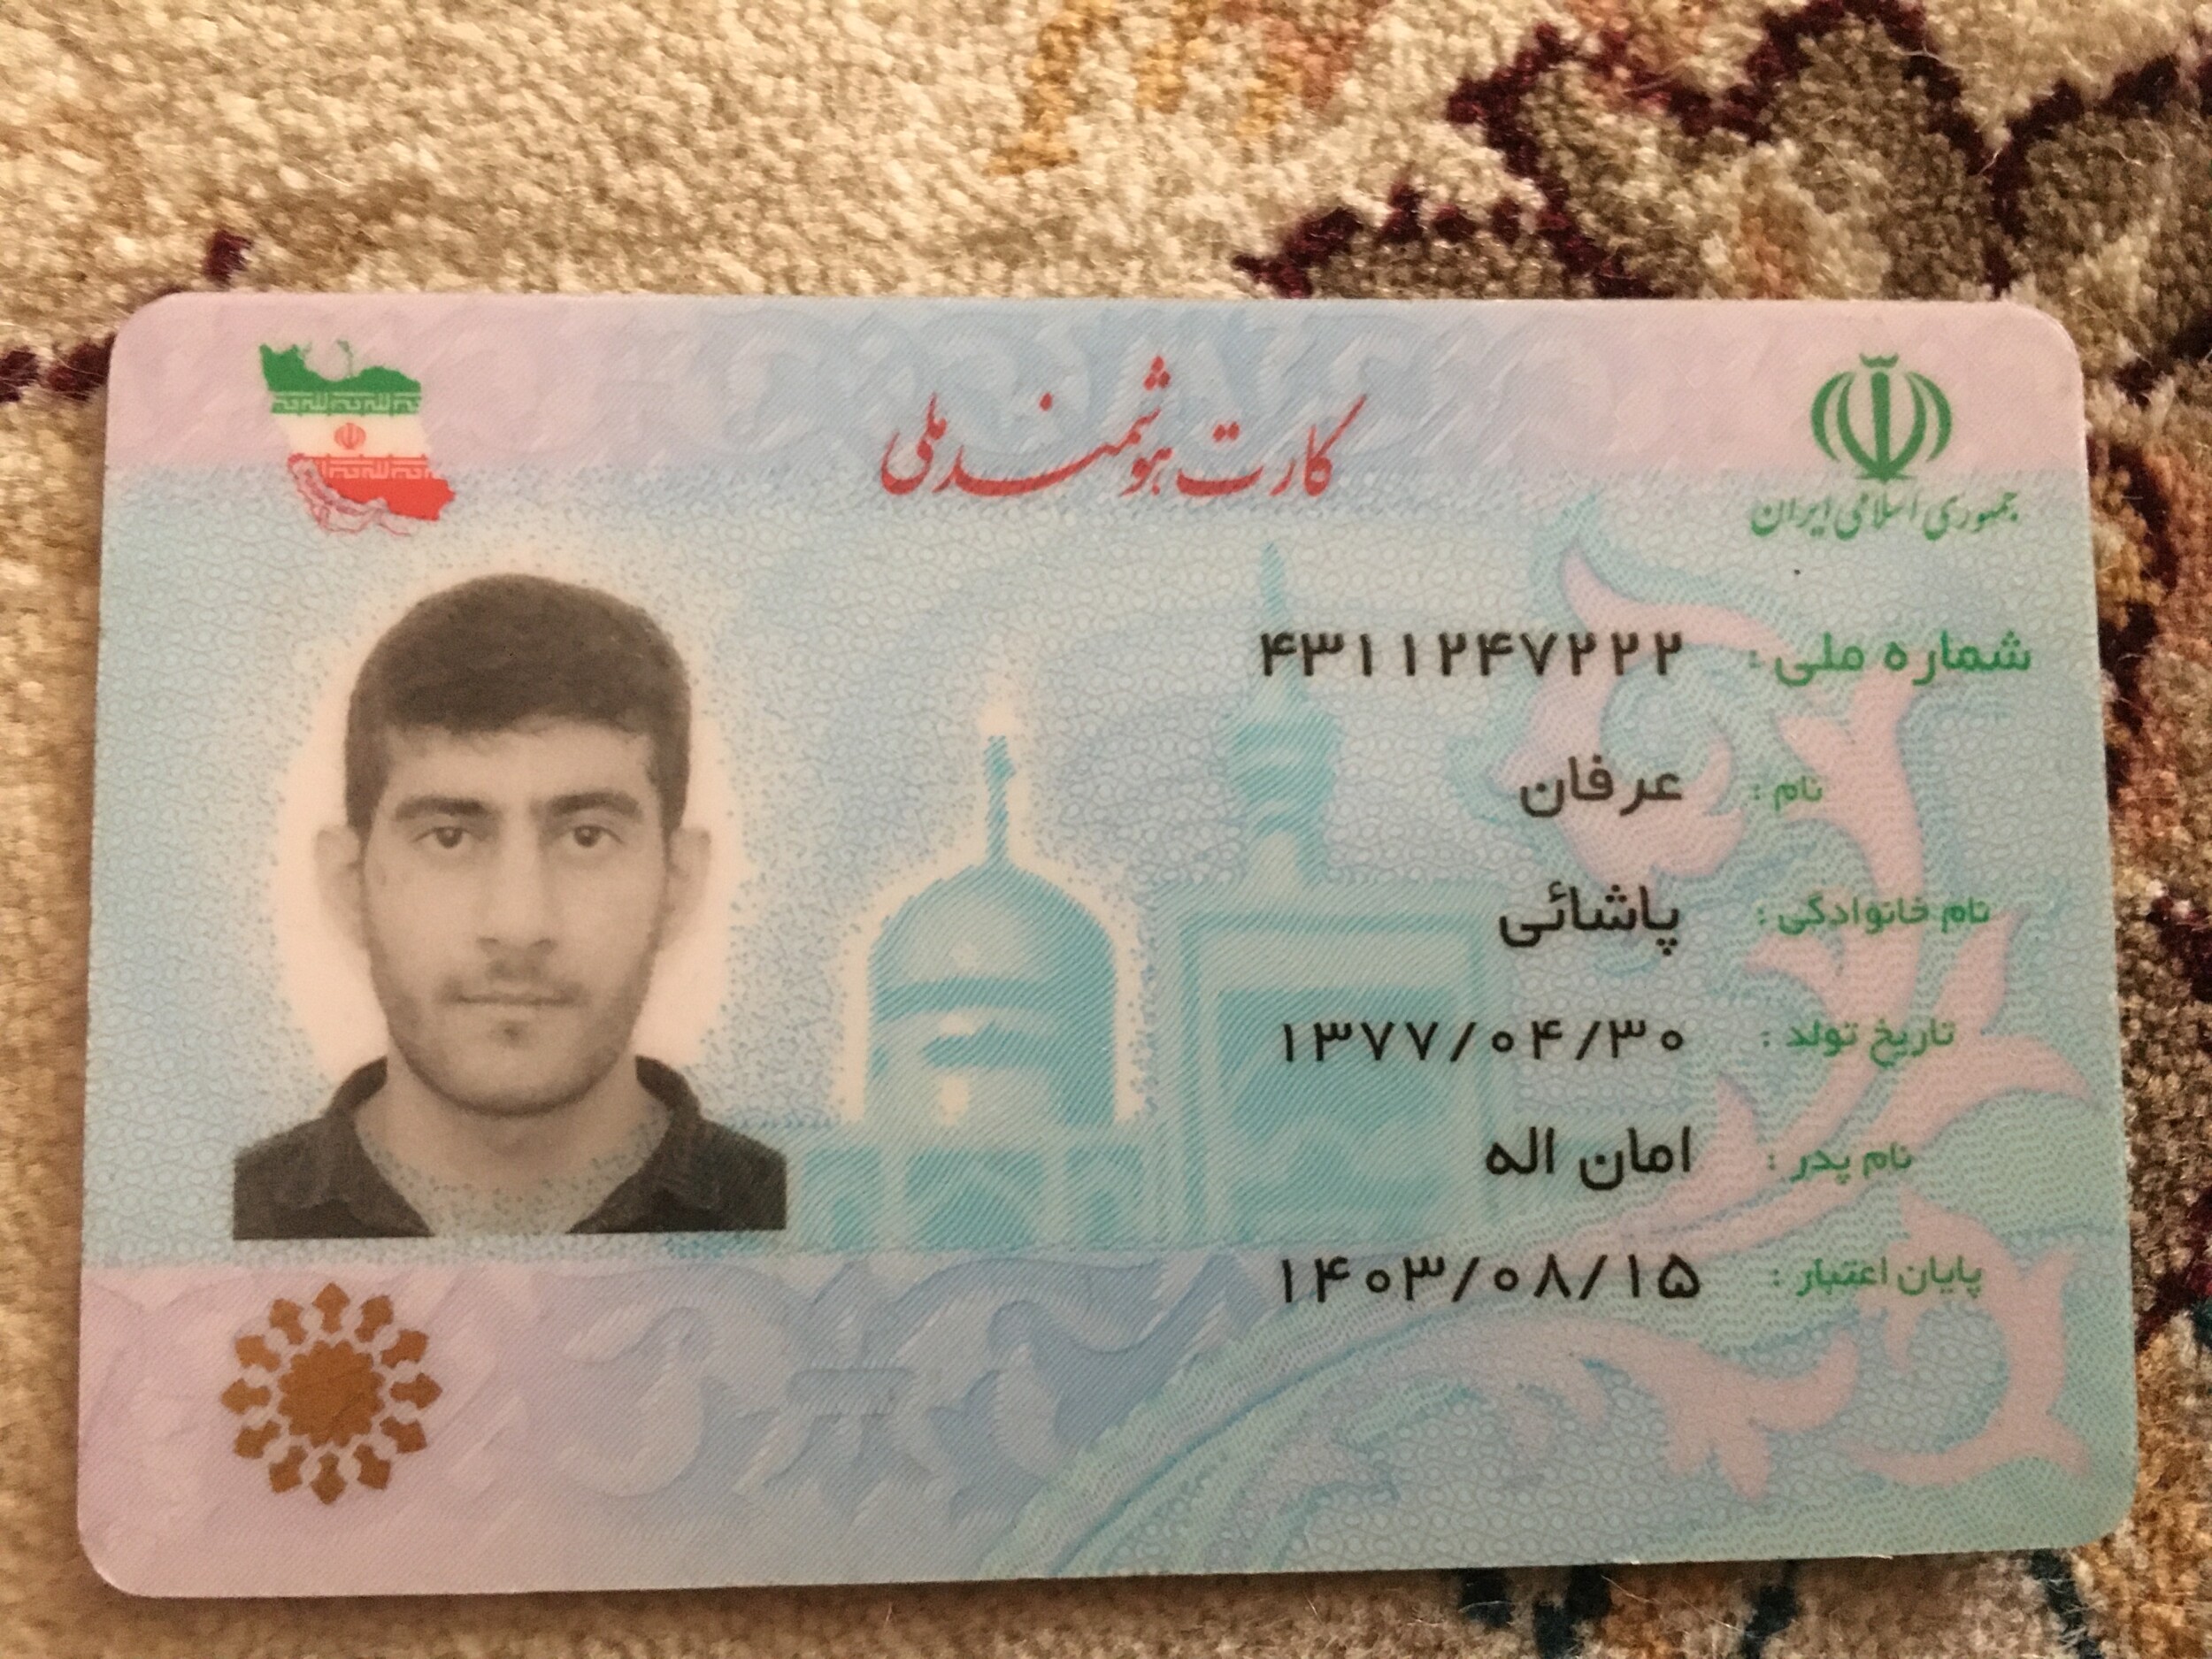 کارت هوشمند ملی
جمهوری اسلامی ایران
شماره ملی : ۴۳۱۱۲۴۷۲۲۲
نام : عرفان
نام خانوادگی : پاشائی
تاریخ تولد : ۱۳۷۷/۰۴/۳۰
نام پدر : امان اله
پایان اعتبار : ۱۴۰۳/۰۸/۱۵